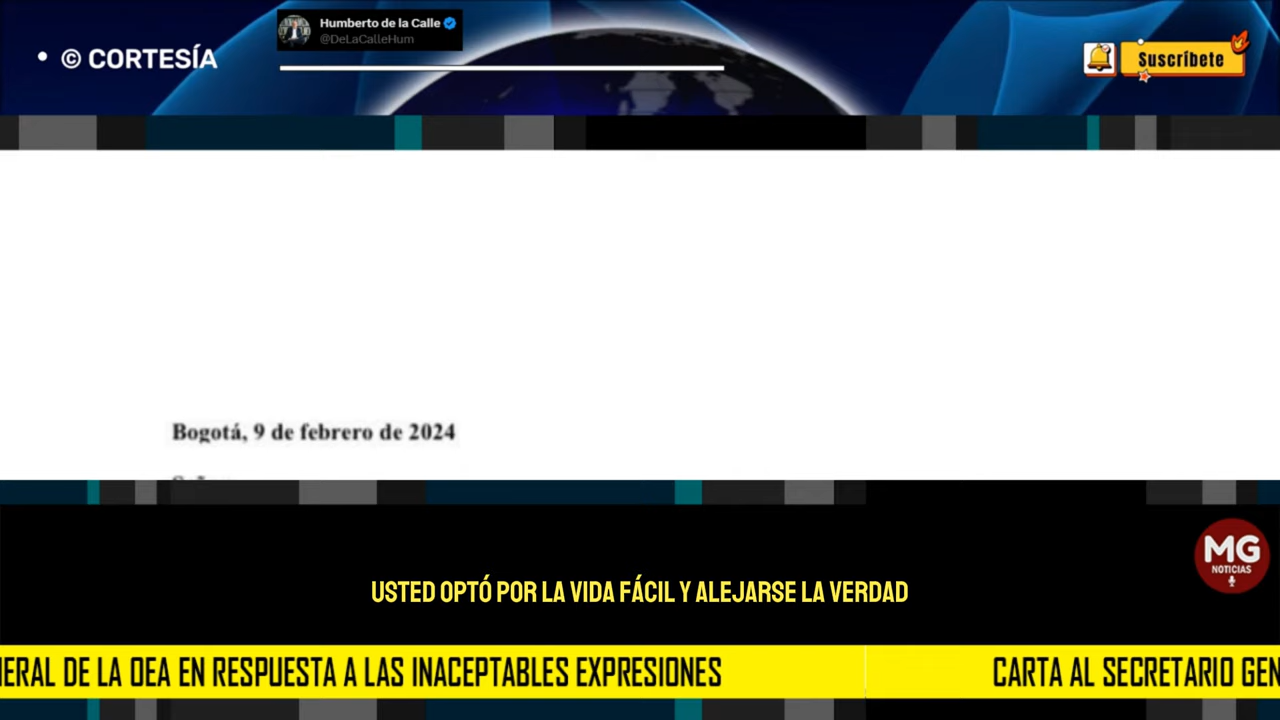 © CORTESÍA
Humberto de la Calle
@DeLaCalleHum
Suscríbete
Bogotá, 9 de febrero de 2024
MG
NOTICIAS
USTED OPTÓ POR LA VIDA FÁCIL Y ALEJARSE LA VERDAD
NERAL DE LA OEA EN RESPUESTA A LAS INACEPTABLES EXPRESIONES CARTA AL SECRETARIO GEN